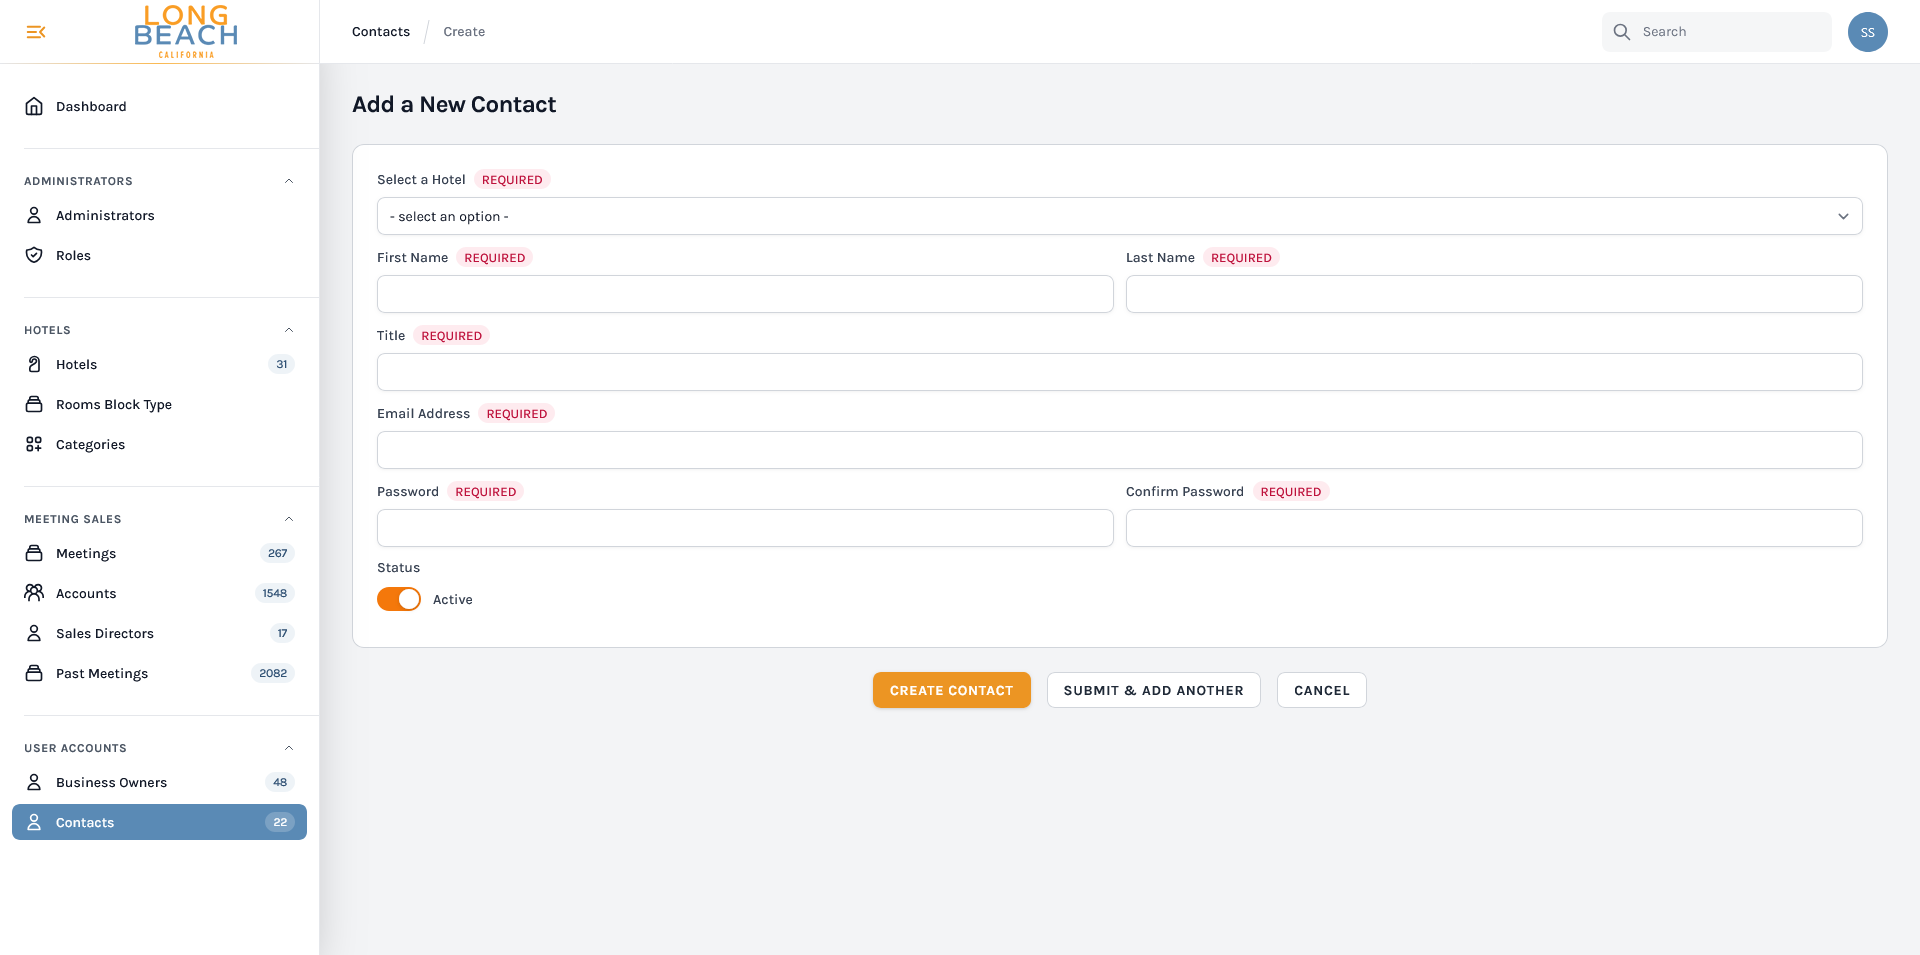 LONG
BEACH
CALIFORNIA
Contacts / Create
Search
SS
Dashboard
ADMINISTRATORS
Administrators
Roles
HOTELS
Hotels 31
Rooms Block Type
Categories
MEETING SALES
Meetings 267
Accounts 1548
Sales Directors 17
Past Meetings 2082
USER ACCOUNTS
Business Owners 48
Contacts 22
Add a New Contact
Select a Hotel REQUIRED
- select an option -
First Name REQUIRED
Last Name REQUIRED
Title REQUIRED
Email Address REQUIRED
Password REQUIRED
Confirm Password REQUIRED
Status
Active
CREATE CONTACT
SUBMIT & ADD ANOTHER
CANCEL